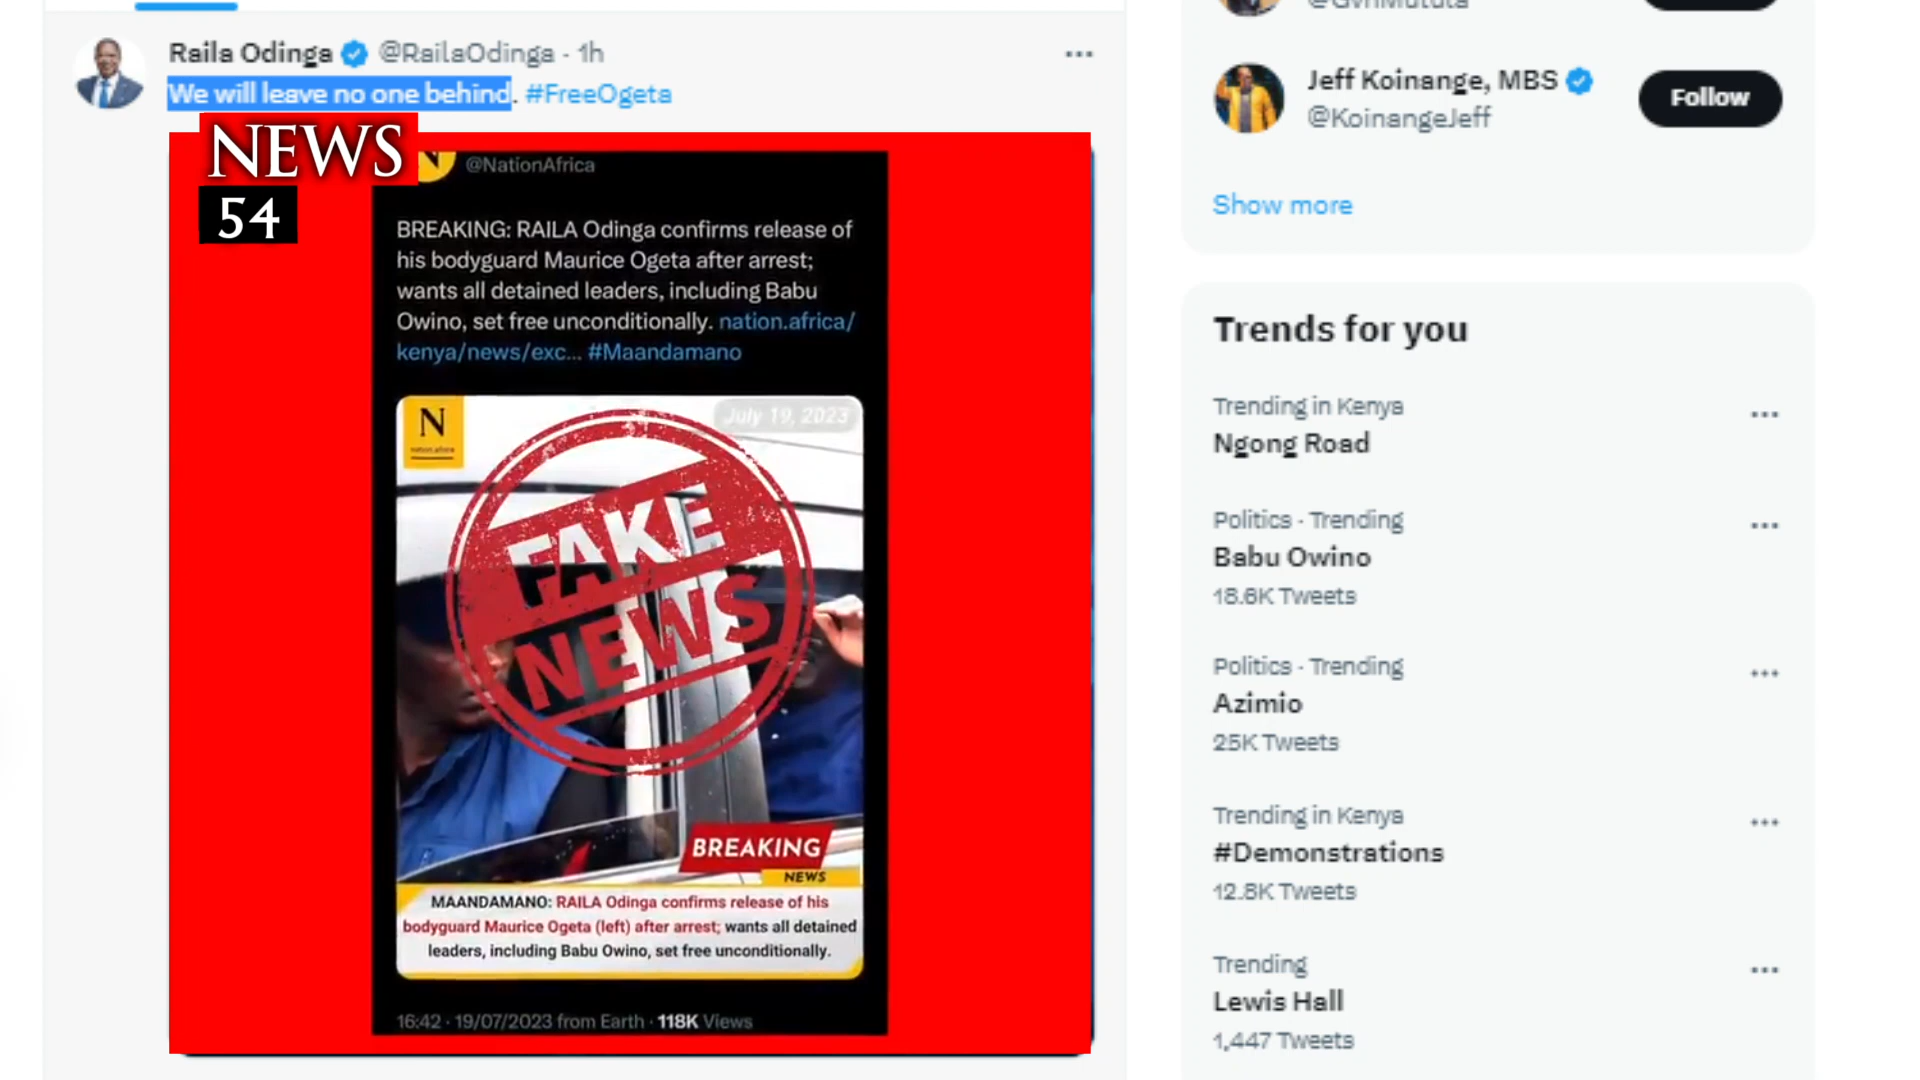 @GvnMututa
Raila Odinga @RailaOdinga · 1h
We will leave no one behind. #FreeOgeta
Jeff Koinange, MBS
@KoinangeJeff
Follow
Show more
NEWS
54
N
@NationAfrica
BREAKING: RAILA Odinga confirms release of
his bodyguard Maurice Ogeta after arrest;
wants all detained leaders, including Babu
Owino, set free unconditionally. nation.africa/
kenya/news/exc... #Maandamano
N
nation.africa
July 19, 2023
FAKE
NEWS
BREAKING
NEWS
MAANDAMANO: RAILA Odinga confirms release of his
bodyguard Maurice Ogeta (left) after arrest; wants all detained
leaders, including Babu Owino, set free unconditionally.
16:42 · 19/07/2023 from Earth · 118K Views
Trends for you
Trending in Kenya
Ngong Road
Politics · Trending
Babu Owino
18.6K Tweets
Politics · Trending
Azimio
25K Tweets
Trending in Kenya
#Demonstrations
12.8K Tweets
Trending
Lewis Hall
1,447 Tweets